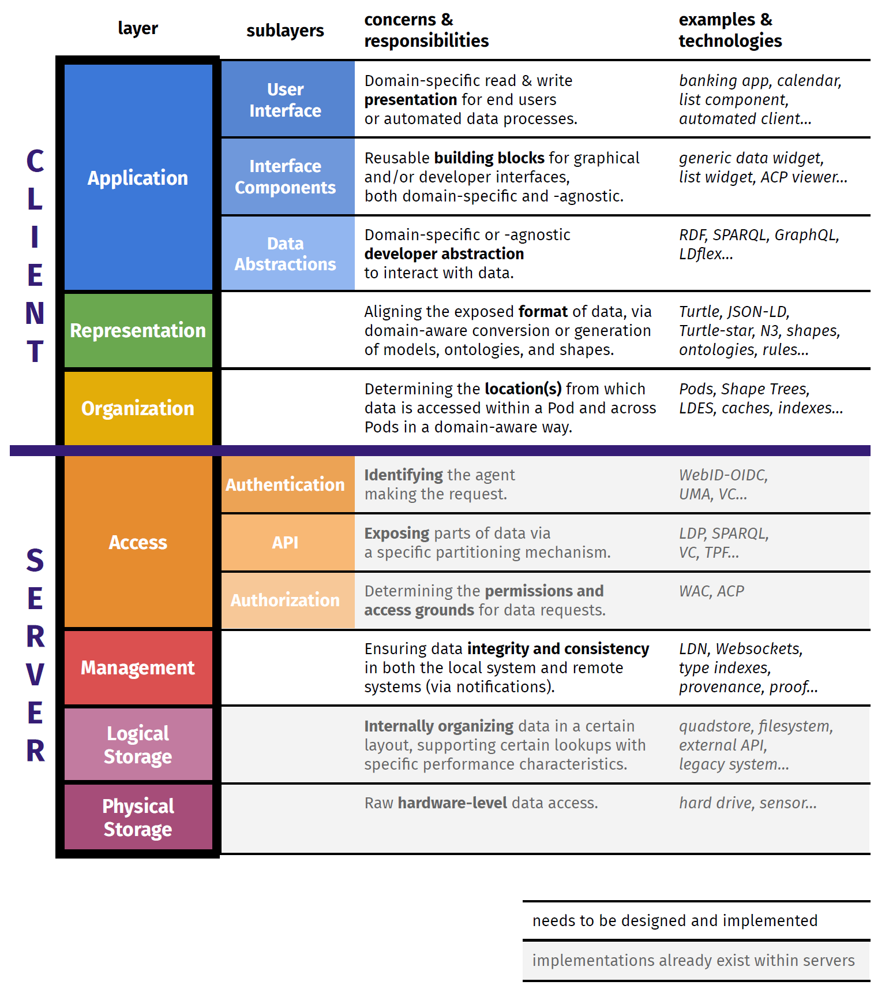 layer
sublayers
concerns &
responsibilities
examples &
technologies
CLIENT
Application
User
Interface
Domain-specific read & write
presentation for end users
or automated data processes.
banking app, calendar,
list component,
automated client...
Interface
Components
Reusable building blocks for graphical
and/or developer interfaces,
both domain-specific and -agnostic.
generic data widget,
list widget, ACP viewer...
Data
Abstractions
Domain-specific or -agnostic
developer abstraction
to interact with data.
RDF, SPARQL, GraphQL,
LDflex...
Representation
Aligning the exposed format of data, via
domain-aware conversion or generation
of models, ontologies, and shapes.
Turtle, JSON-LD,
Turtle-star, N3, shapes,
ontologies, rules...
Organization
Determining the location(s) from which
data is accessed within a Pod and across
Pods in a domain-aware way.
Pods, Shape Trees,
LDES, caches, indexes...
SERVER
Access
Authentication
Identifying the agent
making the request.
WebID-OIDC,
UMA, VC...
API
Exposing parts of data via
a specific partitioning mechanism.
LDP, SPARQL,
VC, TPF...
Authorization
Determining the permissions and
access grounds for data requests.
WAC, ACP
Management
Ensuring data integrity and consistency
in both the local system and remote
systems (via notifications).
LDN, Websockets,
type indexes,
provenance, proof...
Logical
Storage
Internally organizing data in a certain
layout, supporting certain lookups with
specific performance characteristics.
quadstore, filesystem,
external API,
legacy system...
Physical
Storage
Raw hardware-level data access.
hard drive, sensor...
needs to be designed and implemented
implementations already exist within servers